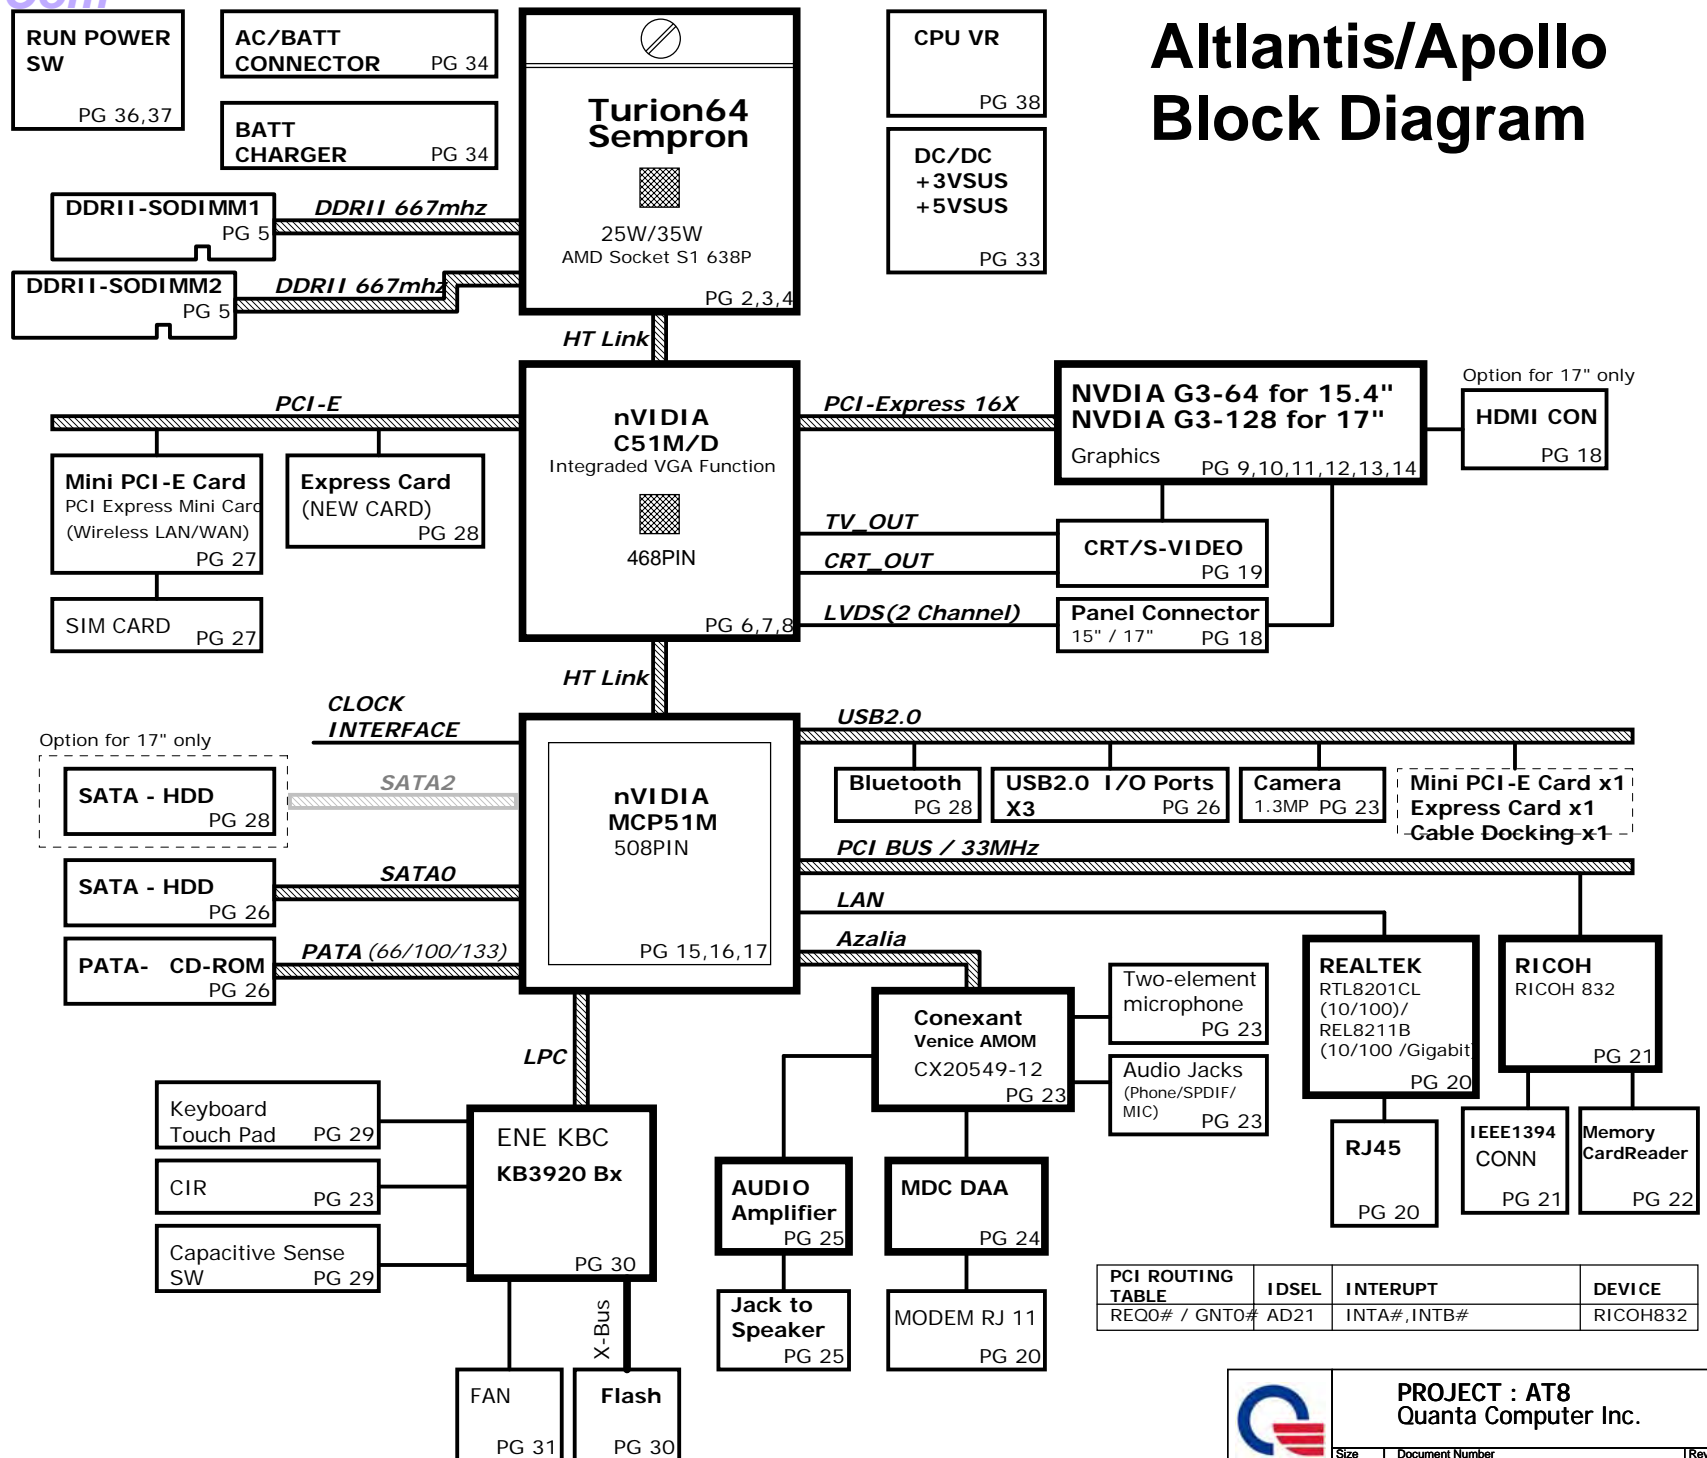 Com
Altlantis/Apollo
Block Diagram
RUN POWER
SW
PG 36,37
AC/BATT
CONNECTOR PG 34
BATT
CHARGER PG 34
Turion64
Sempron
25W/35W
AMD Socket S1 638P
PG 2,3,4
CPU VR
PG 38
DC/DC
+3VSUS
+5VSUS
PG 33
DDRII-SODIMM1
PG 5
DDRII 667mhz
DDRII-SODIMM2
PG 5
DDRII 667mhz
HT Link
PCI-E
nVIDIA
C51M/D
Integraded VGA Function
468PIN
PG 6,7,8
PCI-Express 16X
NVDIA G3-64 for 15.4"
NVDIA G3-128 for 17"
Graphics PG 9,10,11,12,13,14
Option for 17" only
HDMI CON
PG 18
Mini PCI-E Card
PCI Express Mini Card
(Wireless LAN/WAN)
PG 27
Express Card
(NEW CARD)
PG 28
SIM CARD PG 27
TV_OUT
CRT_OUT
CRT/S-VIDEO
PG 19
LVDS(2 Channel)
Panel Connector
15" / 17" PG 18
HT Link
CLOCK
INTERFACE
Option for 17" only
SATA - HDD
PG 28
SATA2
SATA - HDD
PG 26
SATA0
PATA- CD-ROM
PG 26
PATA (66/100/133)
nVIDIA
MCP51M
508PIN
PG 15,16,17
USB2.0
Bluetooth
PG 28
USB2.0 I/O Ports
X3 PG 26
Camera
1.3MP PG 23
Mini PCI-E Card x1
Express Card x1
Cable Docking x1
PCI BUS / 33MHz
LAN
Azalia
REALTEK
RTL8201CL
(10/100)/
REL8211B
(10/100 /Gigabit
PG 20
RICOH
RICOH 832
PG 21
Conexant
Venice AMOM
CX20549-12
PG 23
Two-element
microphone
PG 23
Audio Jacks
(Phone/SPDIF/
MIC) PG 23
LPC
Keyboard
Touch Pad PG 29
CIR
PG 23
Capacitive Sense
SW PG 29
ENE KBC
KB3920 Bx
PG 30
AUDIO
Amplifier
PG 25
MDC DAA
PG 24
RJ45
PG 20
IEEE1394
CONN
PG 21
Memory
CardReader
PG 22
Jack to
Speaker
PG 25
MODEM RJ 11
PG 20
X-Bus
FAN
PG 31
Flash
PG 30
PCI ROUTING
TABLE IDSEL INTERUPT DEVICE
REQ0# / GNT0# AD21 INTA#,INTB# RICOH832
PROJECT : AT8
Quanta Computer Inc.
Size Document Number Rev